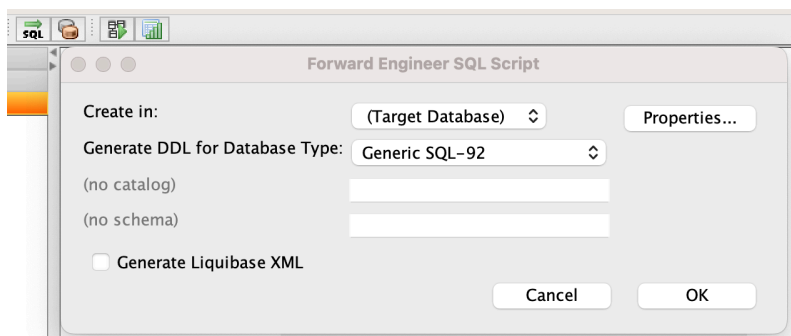 SQL
Forward Engineer SQL Script
Create in:
(Target Database)
Properties...
Generate DDL for Database Type:
Generic SQL-92
(no catalog)
(no schema)
Generate Liquibase XML
Cancel
OK